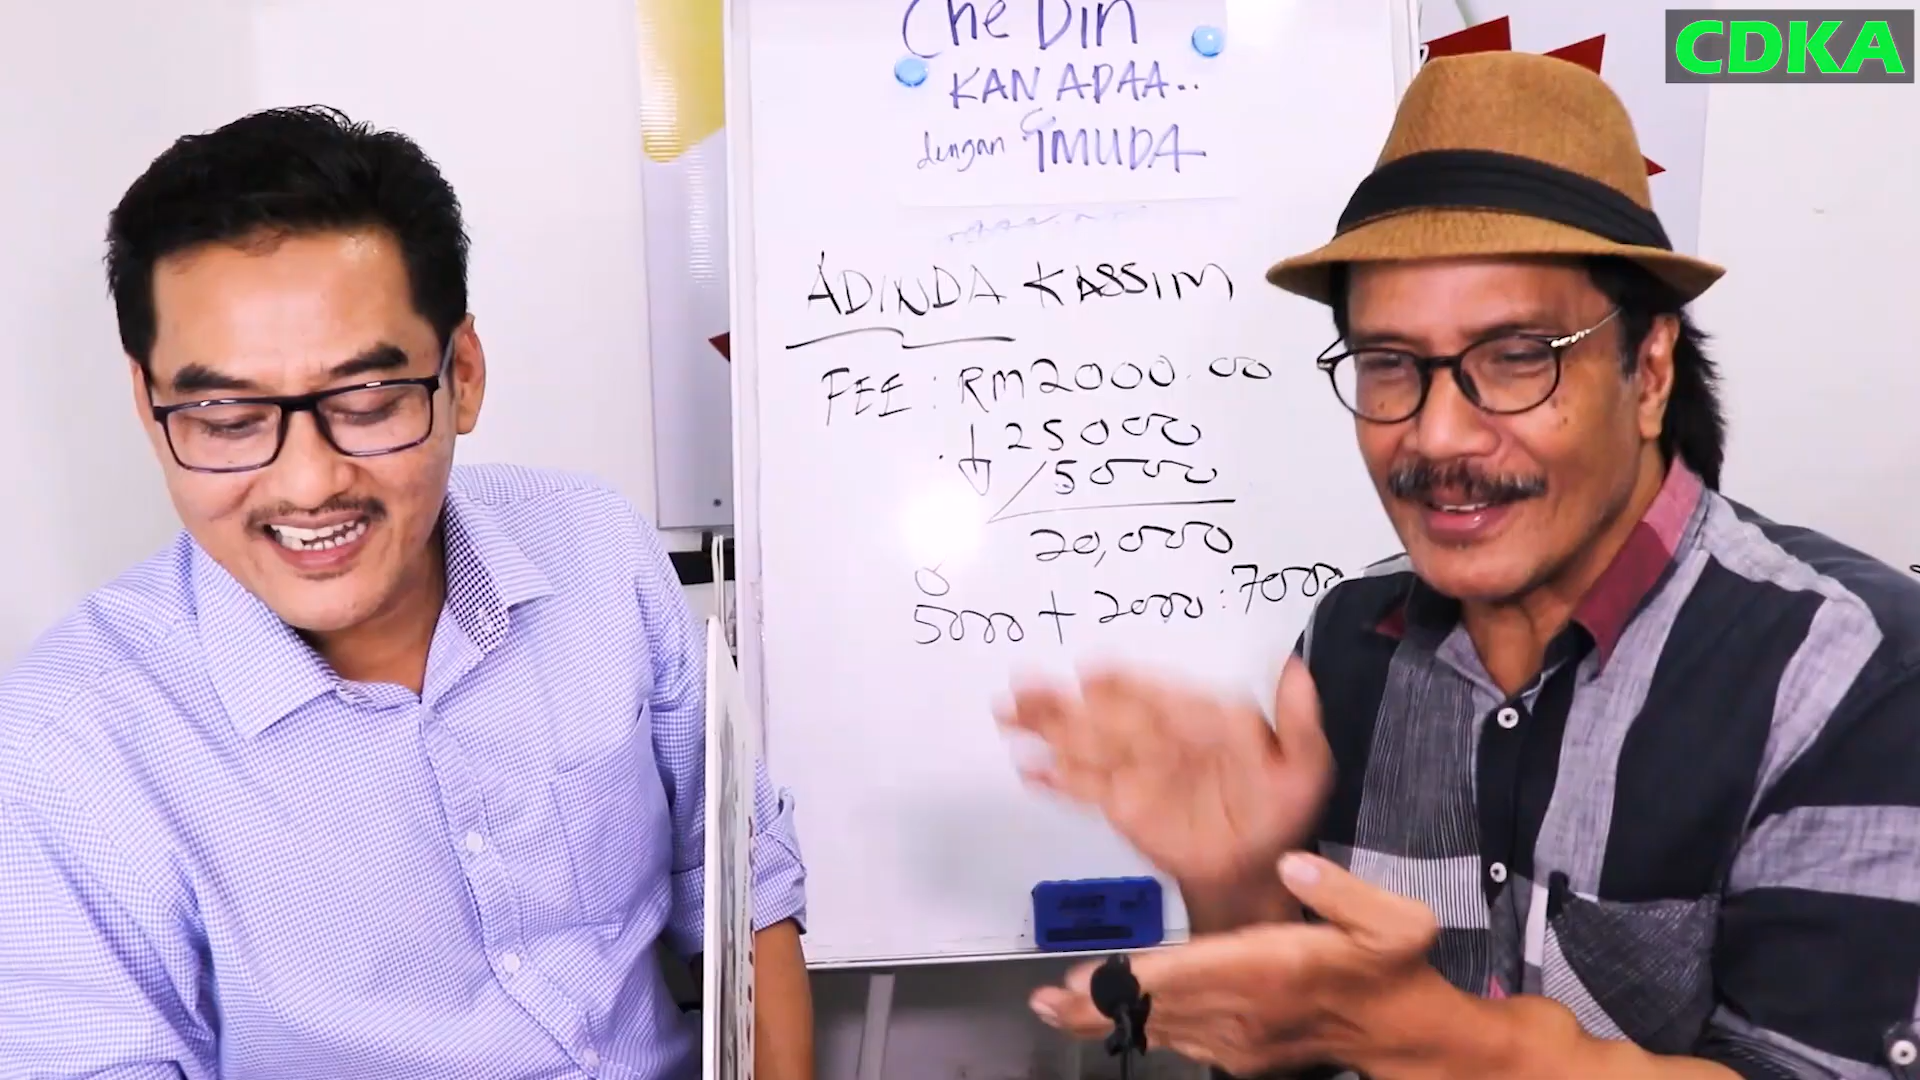 CDKA
Che Din
KAN ADAA..
dengan IMUDA
ADINDA KASSIM
FEE : RM2000.00
25000
5000
20,000
5000 + 2000 : 7000